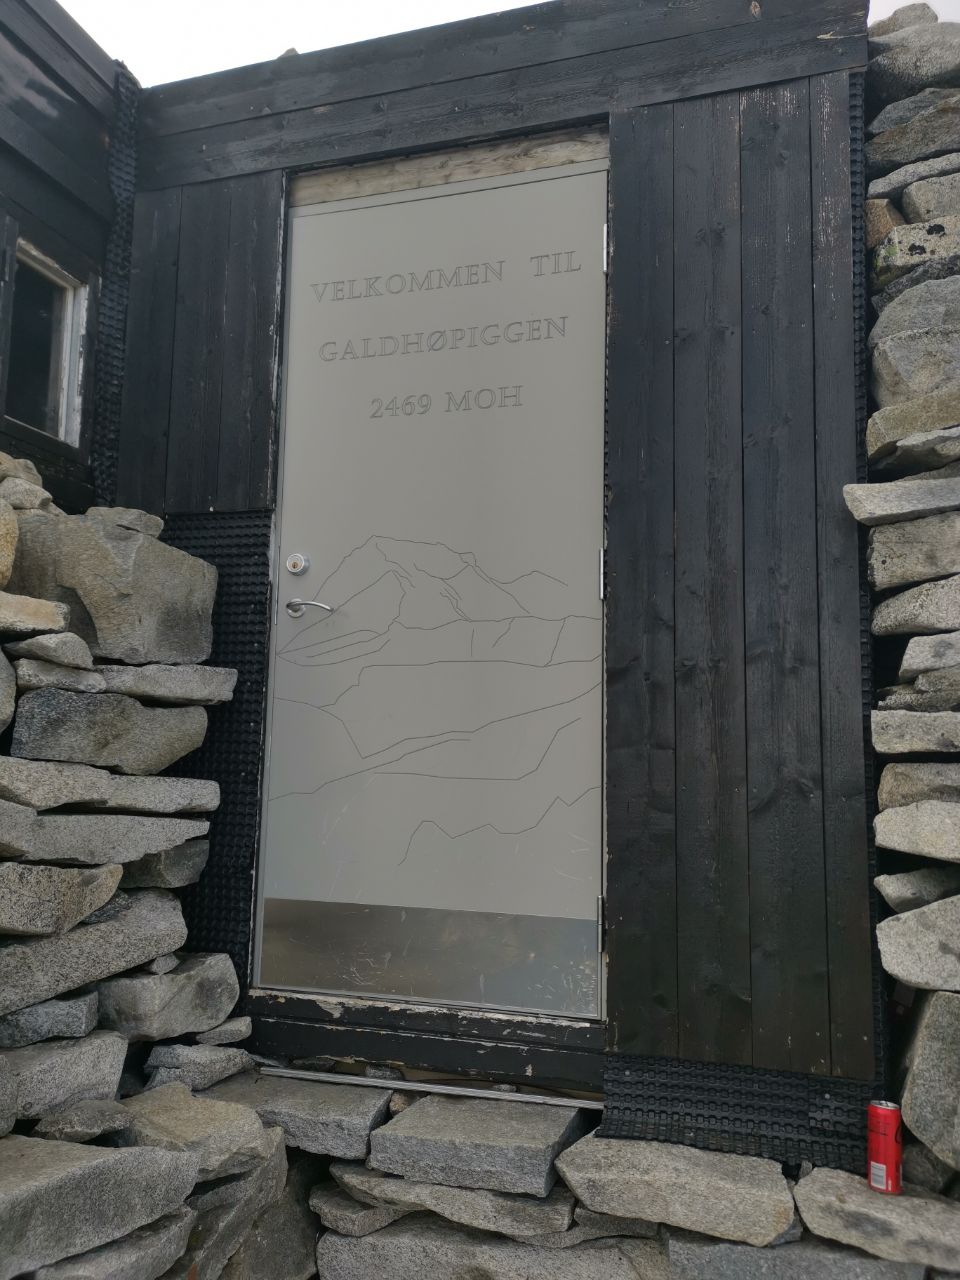 VELKOMMEN TIL
GALDHØPIGGEN
2469 MOH